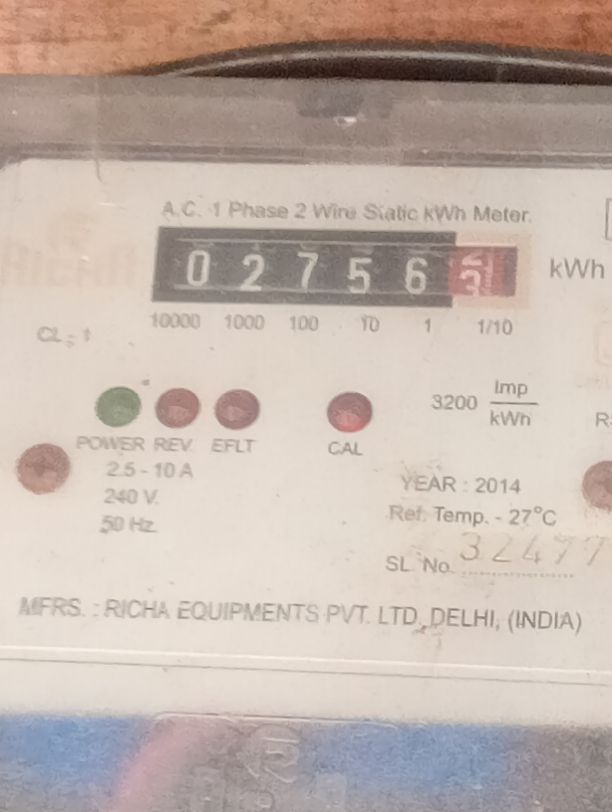 A.C. 1 Phase 2 Wire Static kWh Meter.
0 2 7 5 6 kWh
10000 1000 100 10 1 1/10
CL: 1
3200 Imp/kWh
POWER REV. EFLT CAL
2.5 - 10 A
240 V.
50 Hz.
YEAR : 2014
Ref. Temp. - 27°C
SL. No. 32477
MFRS. : RICHA EQUIPMENTS PVT. LTD. DELHI, (INDIA)